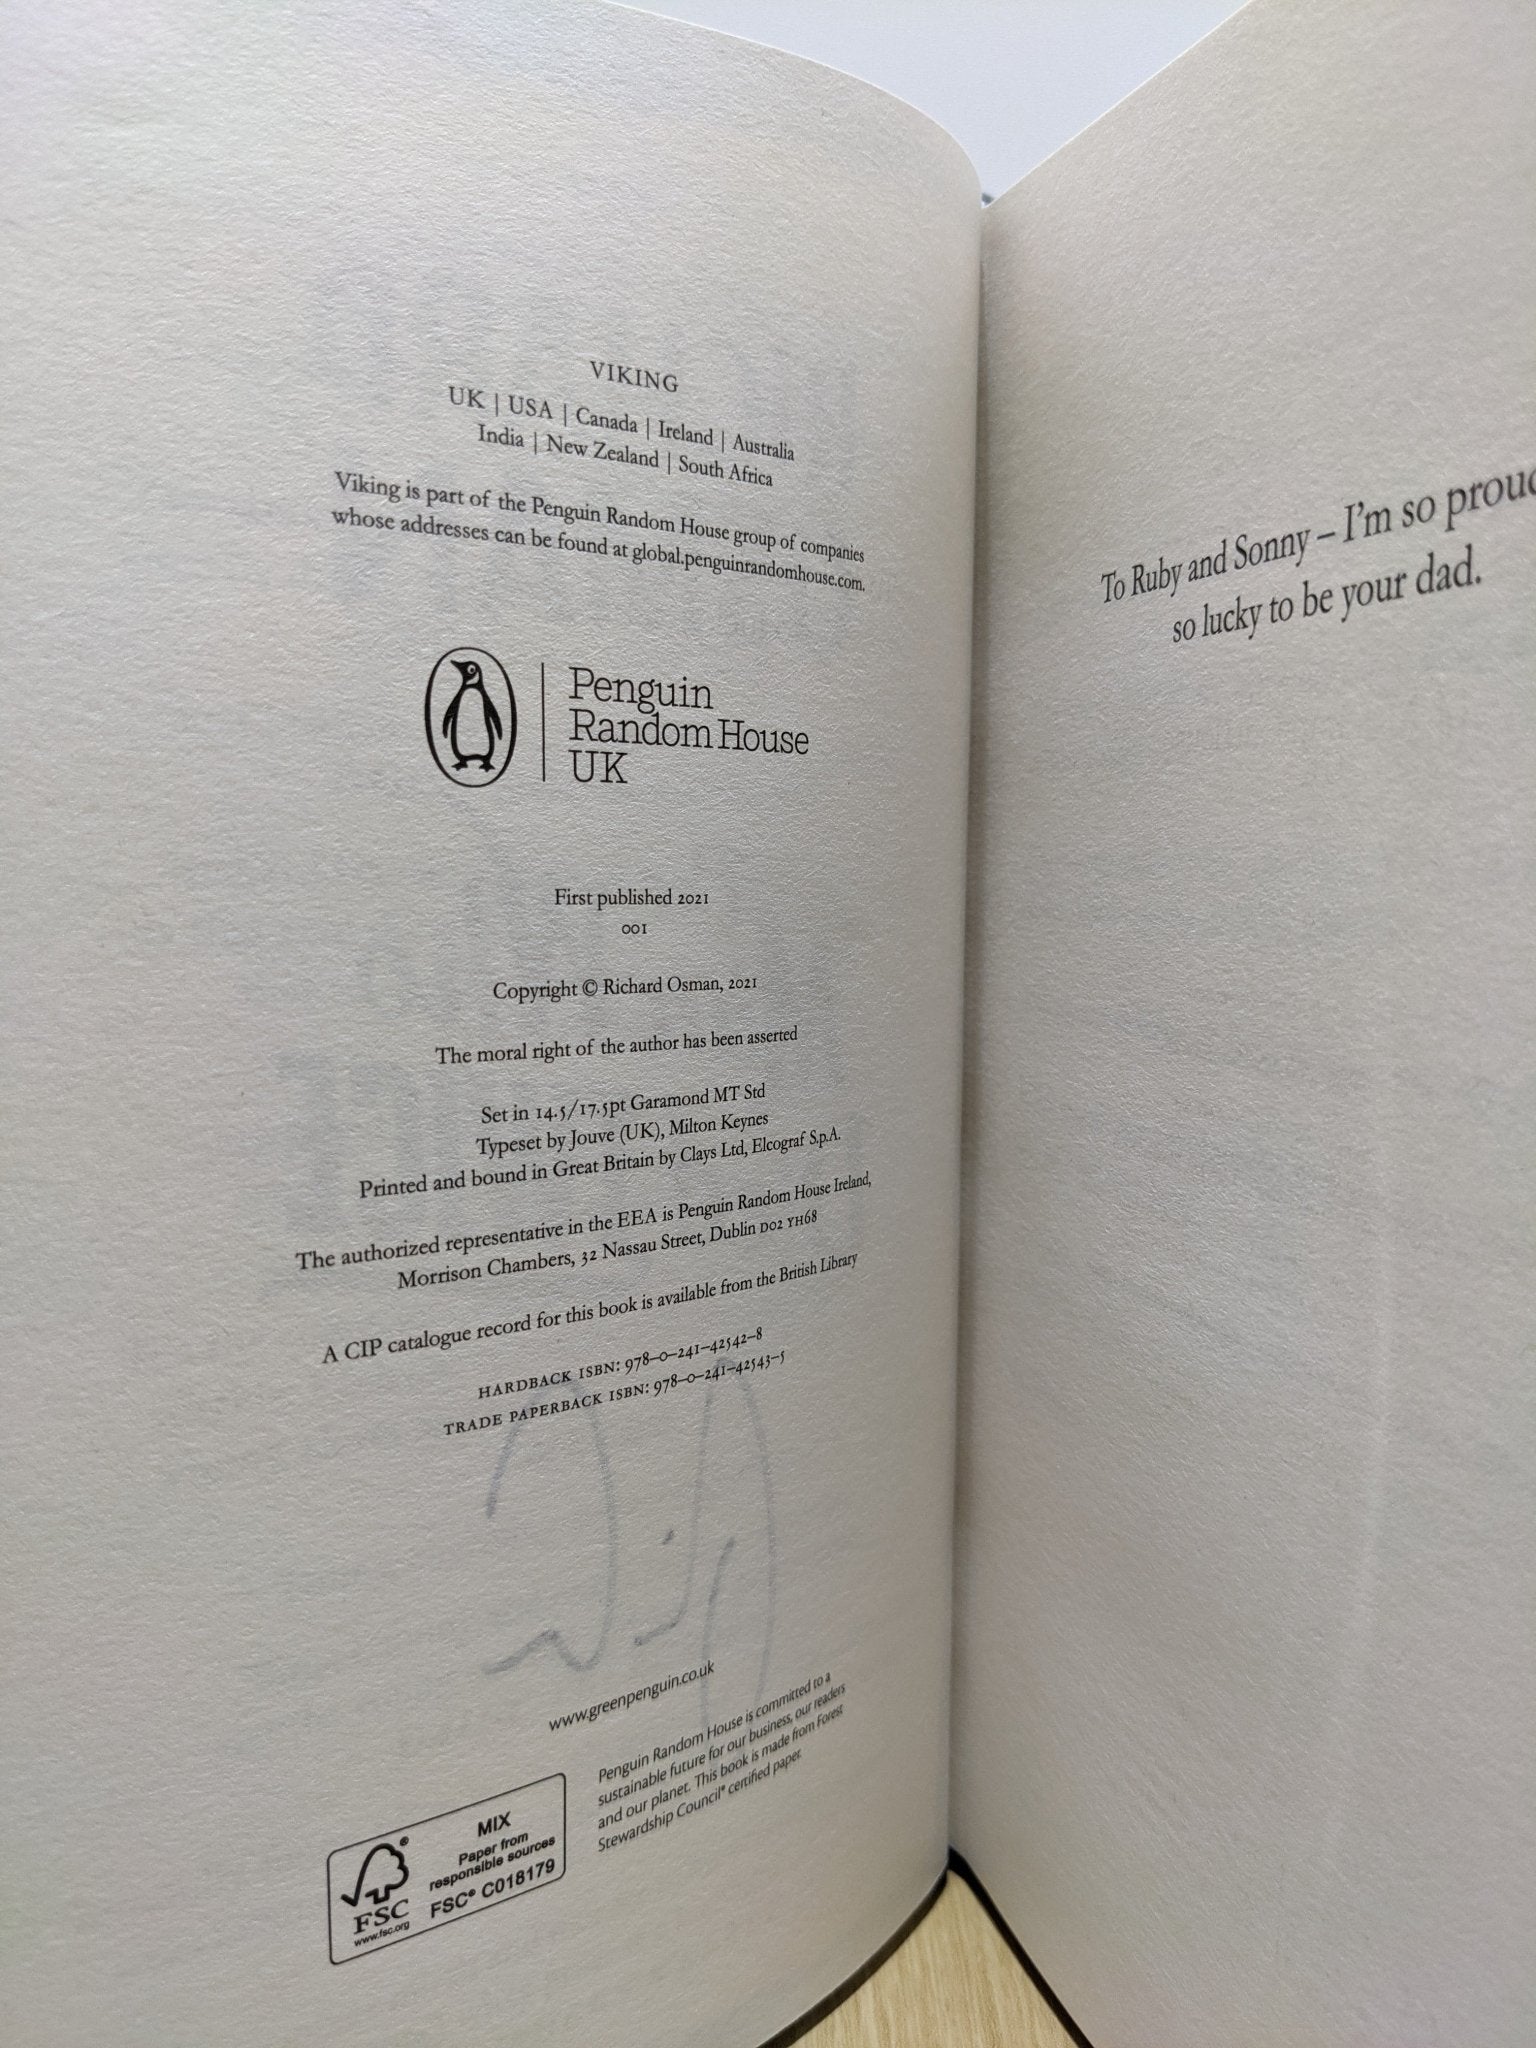 VIKING
UK | USA | Canada | Ireland | Australia
India | New Zealand | South Africa
Viking is part of the Penguin Random House group of companies
whose addresses can be found at global.penguinrandomhouse.com.
Penguin
Random House
UK
First published 2021
001
Copyright © Richard Osman, 2021
The moral right of the author has been asserted
Set in 14.5/17.5pt Garamond MT Std
Typeset by Jouve (UK), Milton Keynes
Printed and bound in Great Britain by Clays Ltd, Elcograf S.p.A.
The authorized representative in the EEA is Penguin Random House Ireland,
Morrison Chambers, 32 Nassau Street, Dublin D02 YH68
A CIP catalogue record for this book is available from the British Library
HARDBACK ISBN: 978–0–241–42542–8
TRADE PAPERBACK ISBN: 978–0–241–42543–5
www.greenpenguin.co.uk
Penguin Random House is committed to a
sustainable future for our business, our readers
and our planet. This book is made from Forest
Stewardship Council® certified paper.
MIX
Paper from
responsible sources
FSC® C018179
FSC
www.fsc.org
To Ruby and Sonny – I'm so proud
so lucky to be your dad.